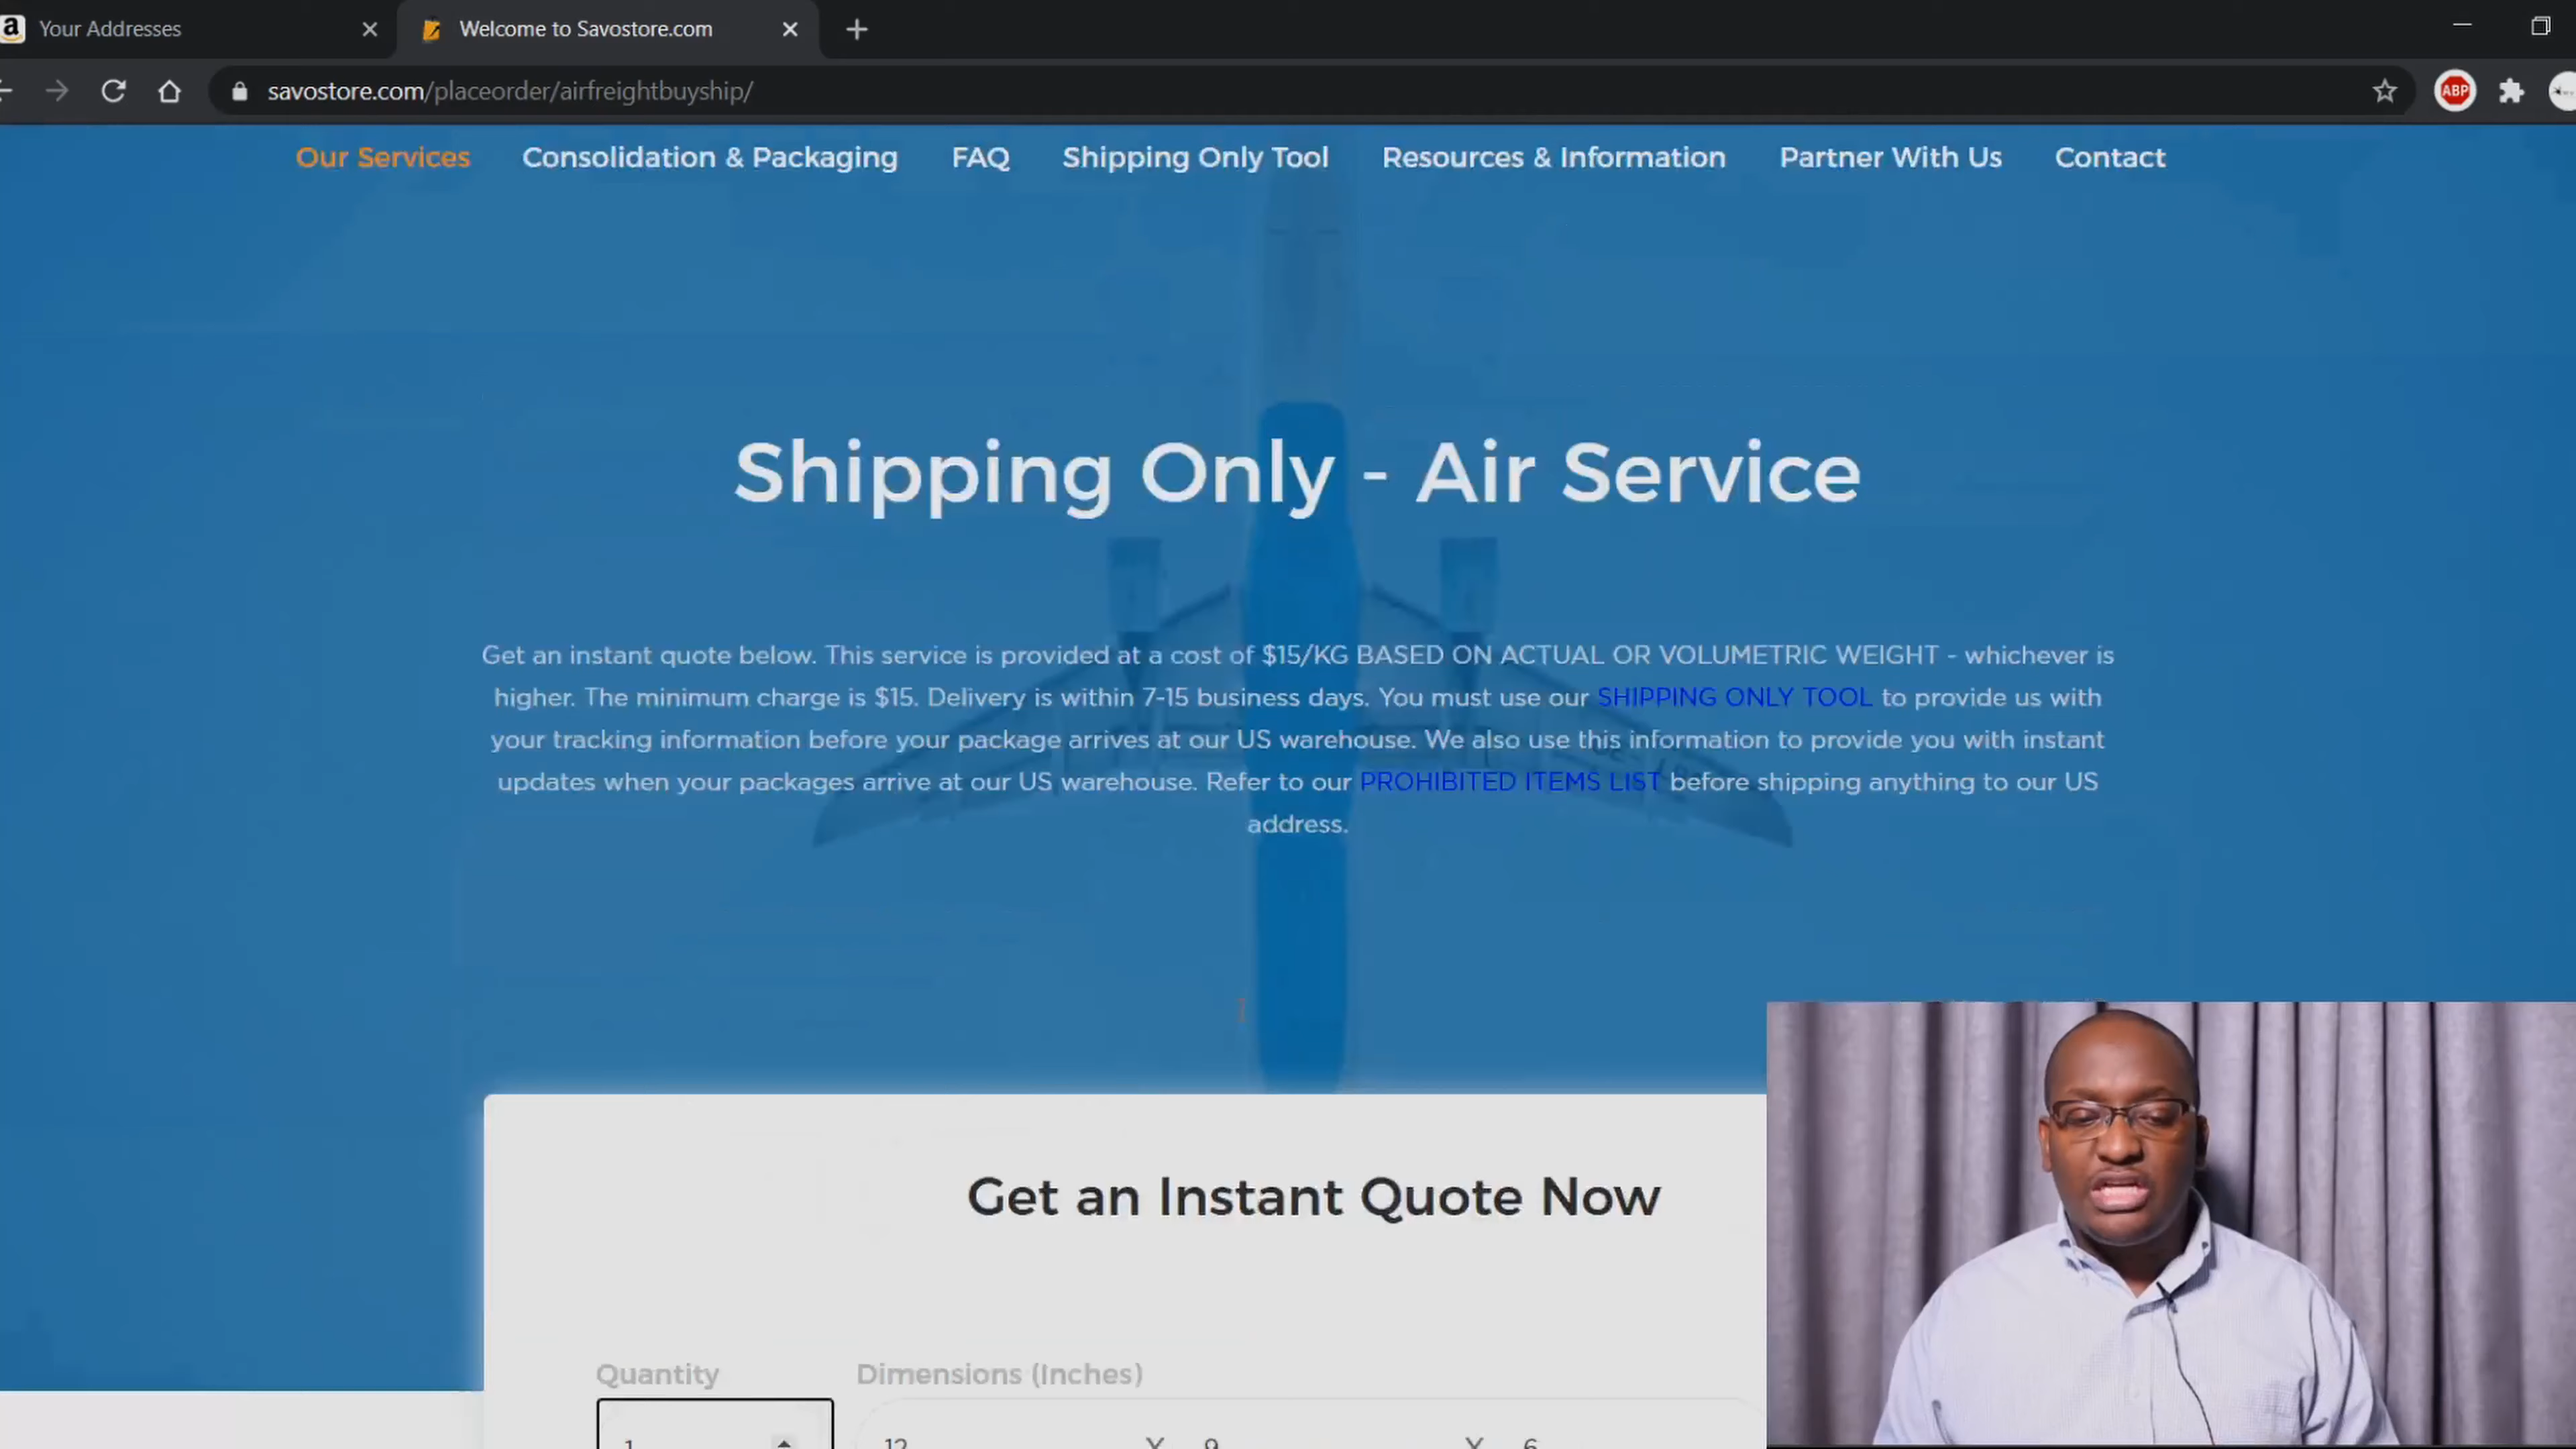 Your Addresses
Welcome to Savostore.com
savostore.com/placeorder/airfreightbuyship/
ABP
Our Services
Consolidation & Packaging
FAQ
Shipping Only Tool
Resources & Information
Partner With Us
Contact
Shipping Only - Air Service
Get an instant quote below. This service is provided at a cost of $15/KG BASED ON ACTUAL OR VOLUMETRIC WEIGHT - whichever is
higher. The minimum charge is $15. Delivery is within 7-15 business days. You must use our SHIPPING ONLY TOOL to provide us with
your tracking information before your package arrives at our US warehouse. We also use this information to provide you with instant
updates when your packages arrive at our US warehouse. Refer to our PROHIBITED ITEMS LIST before shipping anything to our US
address.
Get an Instant Quote Now
Quantity
Dimensions (Inches)
1
12 X 9 X 6